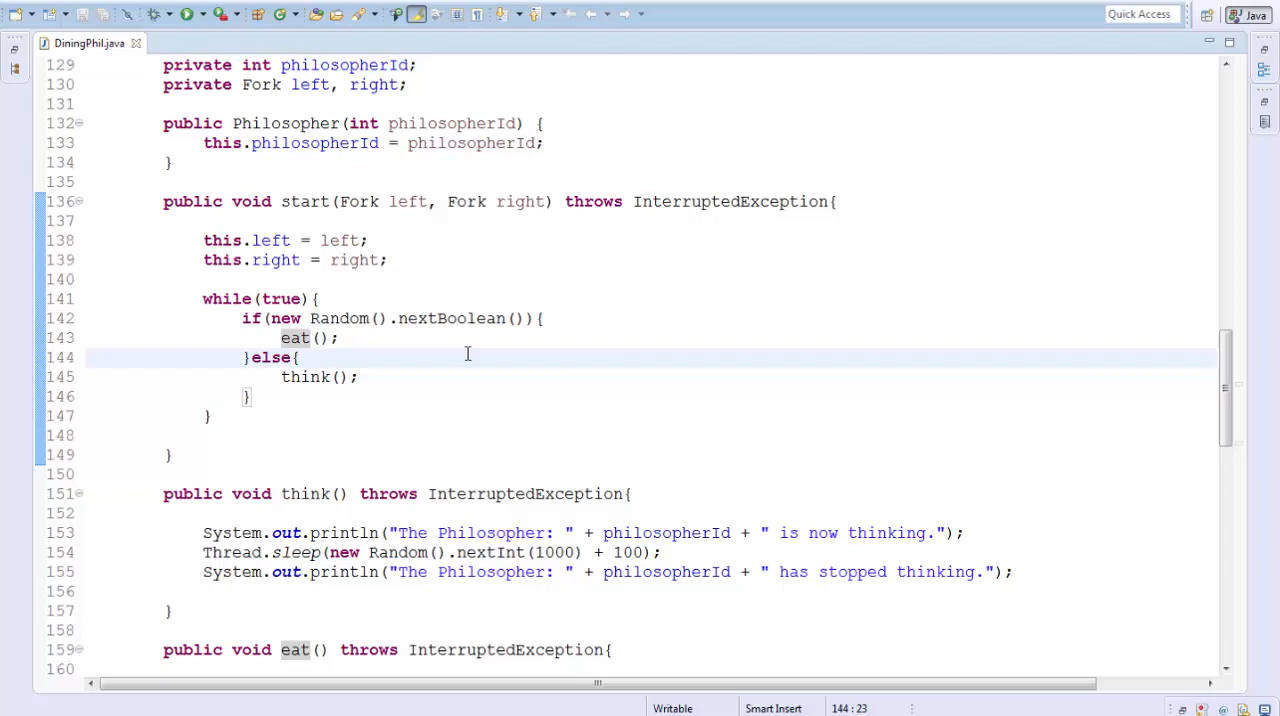 Quick Access
Java
DiningPhil.java
129 private int philosopherId;
130 private Fork left, right;
131
132 public Philosopher(int philosopherId) {
133 this.philosopherId = philosopherId;
134 }
135
136 public void start(Fork left, Fork right) throws InterruptedException{
137
138 this.left = left;
139 this.right = right;
140
141 while(true){
142 if(new Random().nextBoolean()){
143 eat();
144 }else{
145 think();
146 }
147 }
148
149 }
150
151 public void think() throws InterruptedException{
152
153 System.out.println("The Philosopher: " + philosopherId + " is now thinking.");
154 Thread.sleep(new Random().nextInt(1000) + 100);
155 System.out.println("The Philosopher: " + philosopherId + " has stopped thinking.");
156
157 }
158
159 public void eat() throws InterruptedException{
160
Writable Smart Insert 144 : 23